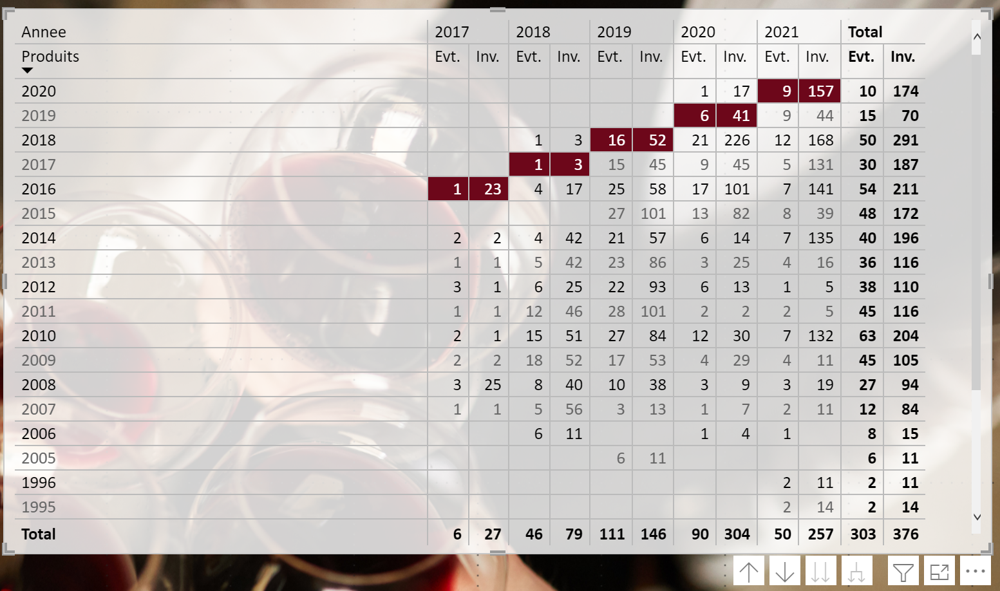 Annee 2017 2018 2019 2020 2021 Total
Produits Evt. Inv. Evt. Inv. Evt. Inv. Evt. Inv. Evt. Inv. Evt. Inv.
2020 1 17 9 157 10 174
2019 6 41 9 44 15 70
2018 1 3 16 52 21 226 12 168 50 291
2017 1 3 15 45 9 45 5 131 30 187
2016 1 23 4 17 25 58 17 101 7 141 54 211
2015 27 101 13 82 8 39 48 172
2014 2 2 4 42 21 57 6 14 7 135 40 196
2013 1 1 5 42 23 86 3 25 4 16 36 116
2012 3 1 6 25 22 93 6 13 1 5 38 110
2011 1 1 12 46 28 101 2 2 2 5 45 116
2010 2 1 15 51 27 84 12 30 7 132 63 204
2009 2 2 18 52 17 53 4 29 4 11 45 105
2008 3 25 8 40 10 38 3 9 3 19 27 94
2007 1 1 5 56 3 13 1 7 2 11 12 84
2006 6 11 1 4 1 8 15
2005 6 11 6 11
1996 2 11 2 11
1995 2 14 2 14
Total 6 27 46 79 111 146 90 304 50 257 303 376